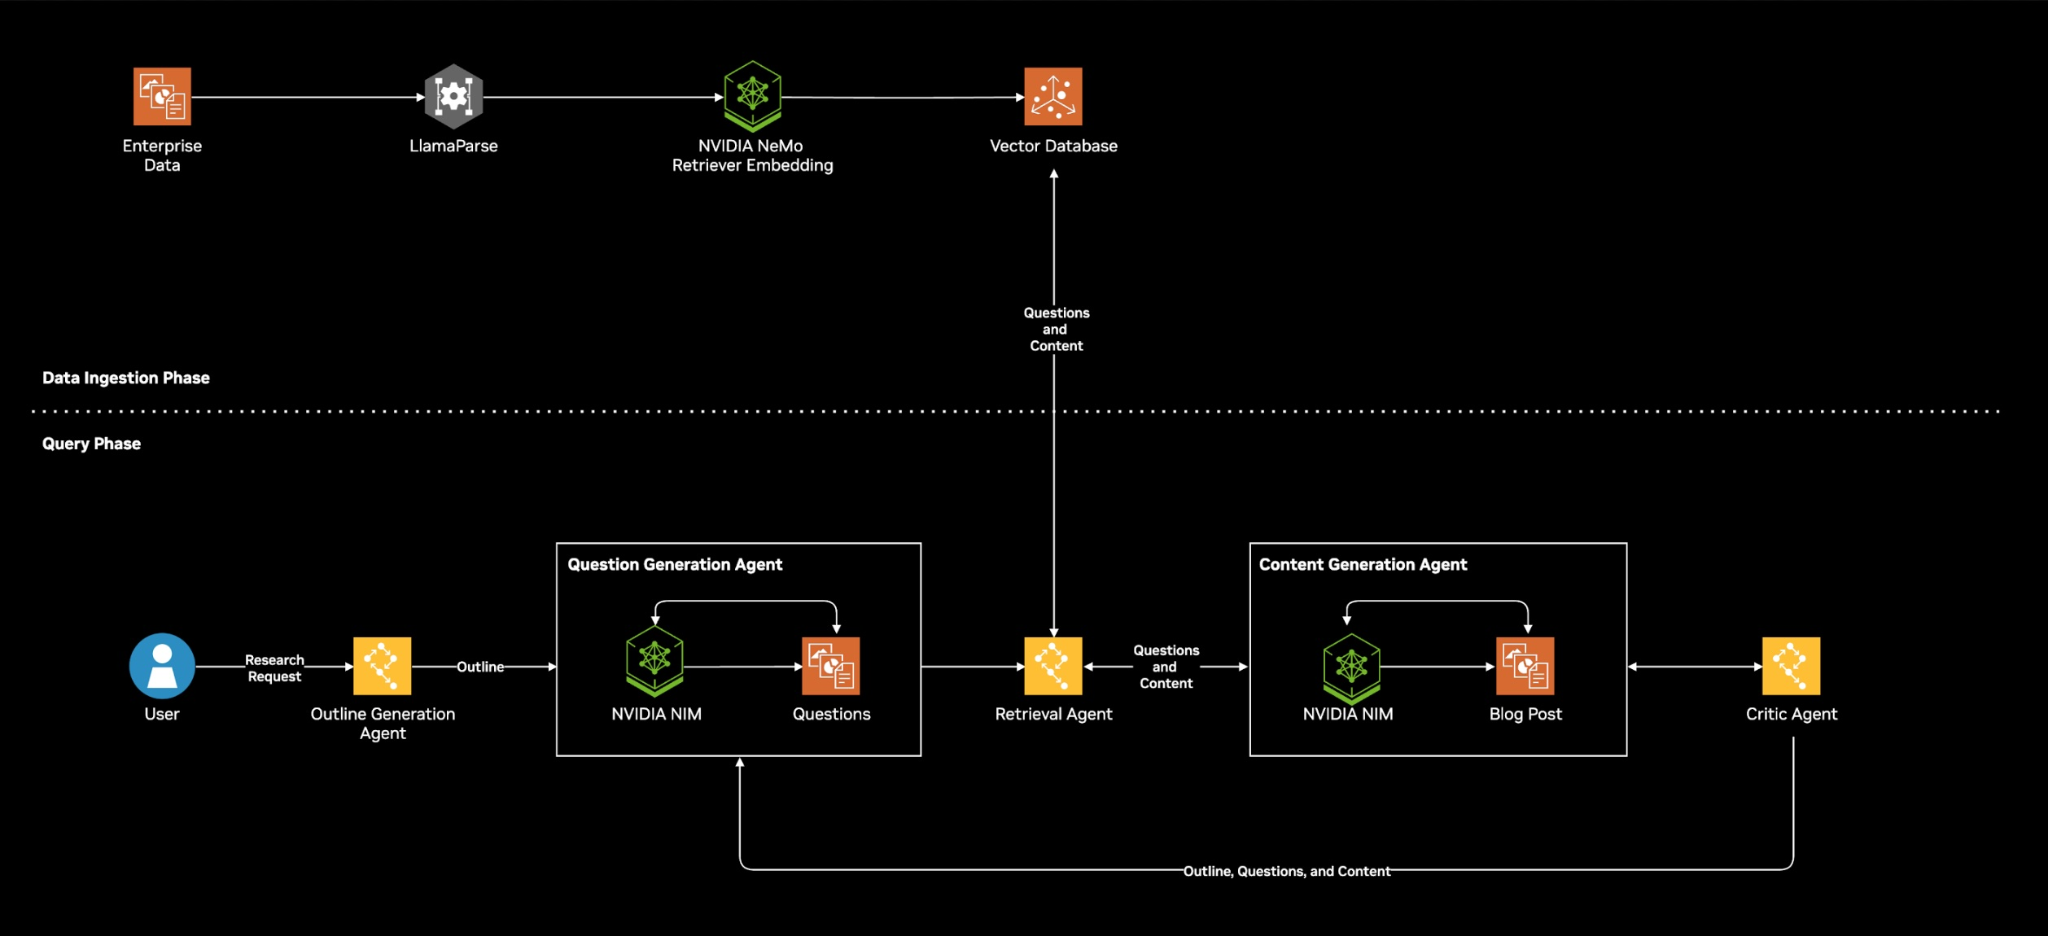 Enterprise
Data
LlamaParse
NVIDIA NeMo
Retriever Embedding
Vector Database
Questions
and
Content
Data Ingestion Phase
Query Phase
Question Generation Agent
Content Generation Agent
User
Research
Request
Outline Generation
Agent
Outline
NVIDIA NIM
Questions
Retrieval Agent
Questions
and
Content
NVIDIA NIM
Blog Post
Critic Agent
Outline, Questions, and Content